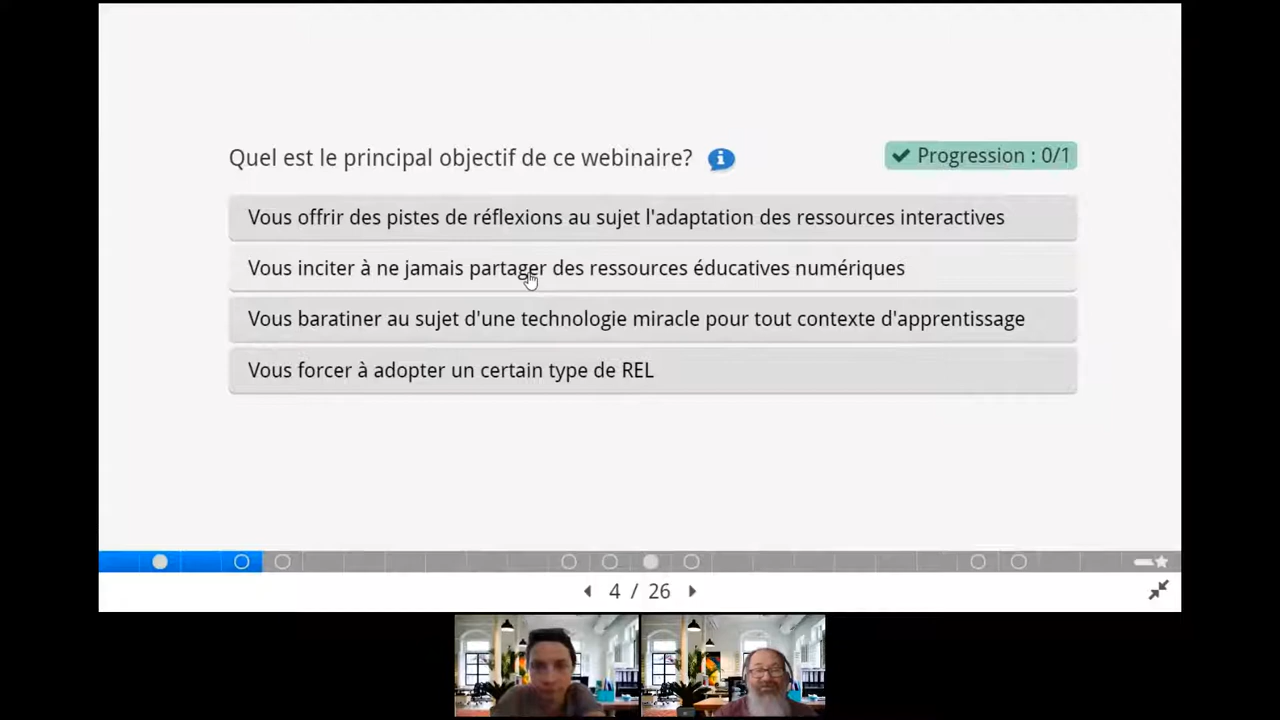 Quel est le principal objectif de ce webinaire?
Progression : 0/1
Vous offrir des pistes de réflexions au sujet l'adaptation des ressources interactives
Vous inciter à ne jamais partager des ressources éducatives numériques
Vous baratiner au sujet d'une technologie miracle pour tout contexte d'apprentissage
Vous forcer à adopter un certain type de REL
4 / 26